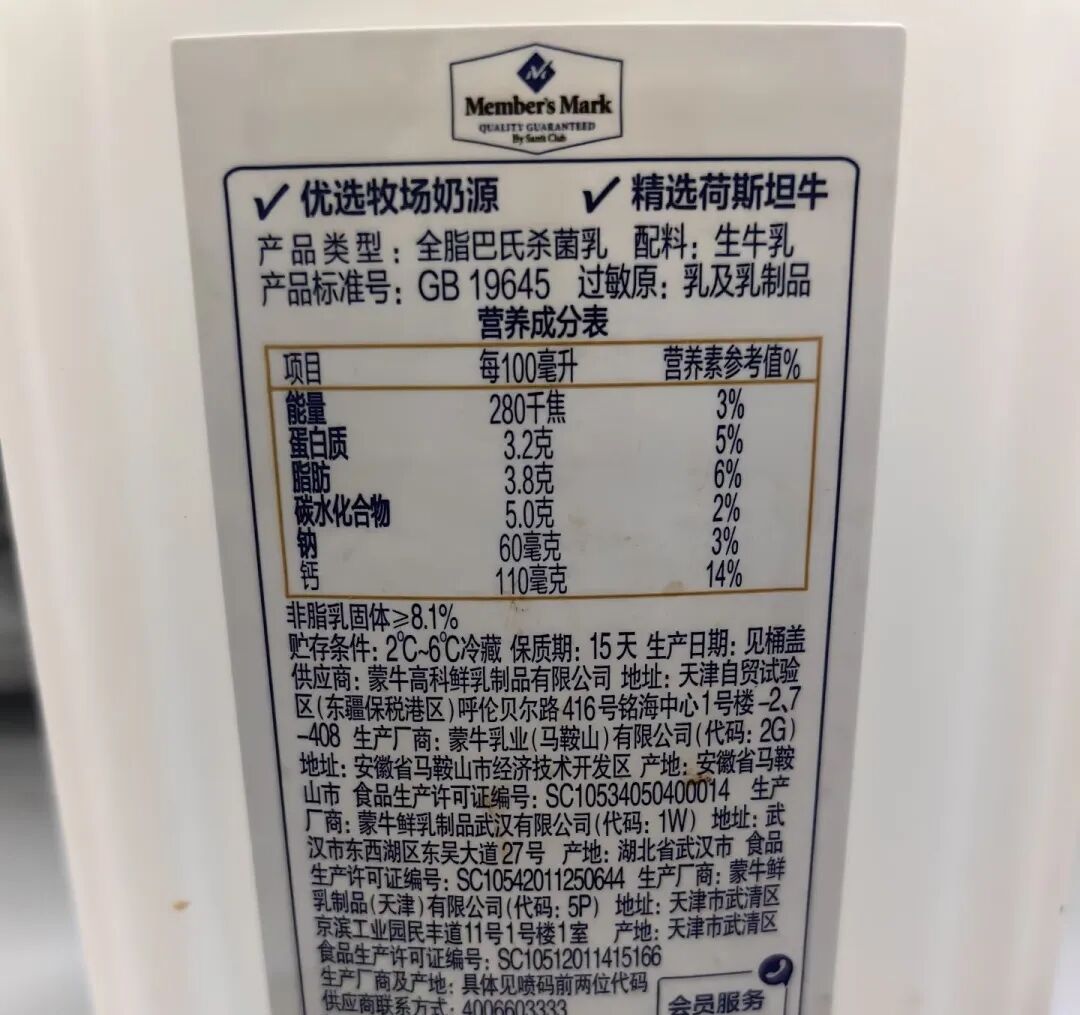 Member's Mark
QUALITY GUARANTEED
By Sam's Club
✓ 优选牧场奶源 ✓ 精选荷斯坦牛
产品类型：全脂巴氏杀菌乳 配料：生牛乳
产品标准号：GB 19645 过敏原：乳及乳制品
营养成分表
项目 每100毫升 营养素参考值%
能量 280千焦 3%
蛋白质 3.2克 5%
脂肪 3.8克 6%
碳水化合物 5.0克 2%
钠 60毫克 3%
钙 110毫克 14%
非脂乳固体≥8.1%
贮存条件：2℃~6℃冷藏 保质期：15天 生产日期：见桶盖
供应商：蒙牛高科鲜乳制品有限公司 地址：天津自贸试验
区(东疆保税港区)呼伦贝尔路416号铭海中心1号楼-2、7
-408 生产厂商：蒙牛乳业(马鞍山)有限公司(代码：2G)
地址：安徽省马鞍山市经济技术开发区 产地：安徽省马鞍
山市 食品生产许可证编号：SC10534050400014 生产
厂商：蒙牛鲜乳制品武汉有限公司(代码：1W) 地址：武
汉市东西湖区东吴大道27号 产地：湖北省武汉市 食品
生产许可证编号：SC10542011250644 生产厂商：蒙牛鲜
乳制品(天津)有限公司(代码：5P) 地址：天津市武清区
京滨工业园民丰道11号1号楼1室 产地：天津市武清区
食品生产许可证编号：SC10512011415166
生产厂商及产地：具体见喷码前两位代码
供应商联系方式：4006603333
会员服务